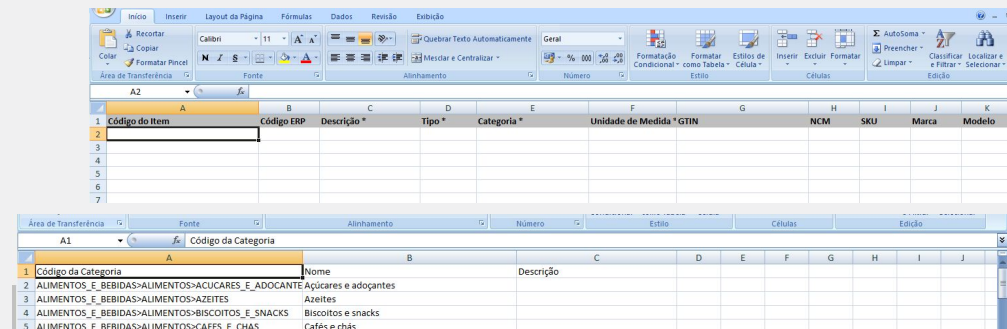 Início Inserir Layout da Página Fórmulas Dados Revisão Exibição
Recortar
Copiar
Formatar Pincel
Colar
Calibri 11
N I S
Quebrar Texto Automaticamente
Mesclar e Centralizar
Geral
% 000
Formatação Condicional
Formatar como Tabela
Estilos de Célula
Inserir Excluir Formatar
Σ AutoSoma
Preencher
Limpar
Classificar e Filtrar
Localizar e Selecionar
Área de Transferência Fonte Alinhamento Número Estilo Células Edição
A2 fx
A B C D E F G H I J K
1 Código do Item Código ERP Descrição * Tipo * Categoria * Unidade de Medida * GTIN NCM SKU Marca Modelo
2
3
4
5
6
7
Área de Transferência Fonte Alinhamento Número Estilo Células Edição
A1 fx Código da Categoria
A B C D E F G H I J
1 Código da Categoria Nome Descrição
2 ALIMENTOS_E_BEBIDAS>ALIMENTOS>ACUCARES_E_ADOCANTE Açúcares e adoçantes
3 ALIMENTOS_E_BEBIDAS>ALIMENTOS>AZEITES Azeites
4 ALIMENTOS_E_BEBIDAS>ALIMENTOS>BISCOITOS_E_SNACKS Biscoitos e snacks
5 ALIMENTOS_E_BEBIDAS>ALIMENTOS>CAFES_E_CHAS Cafés e chás